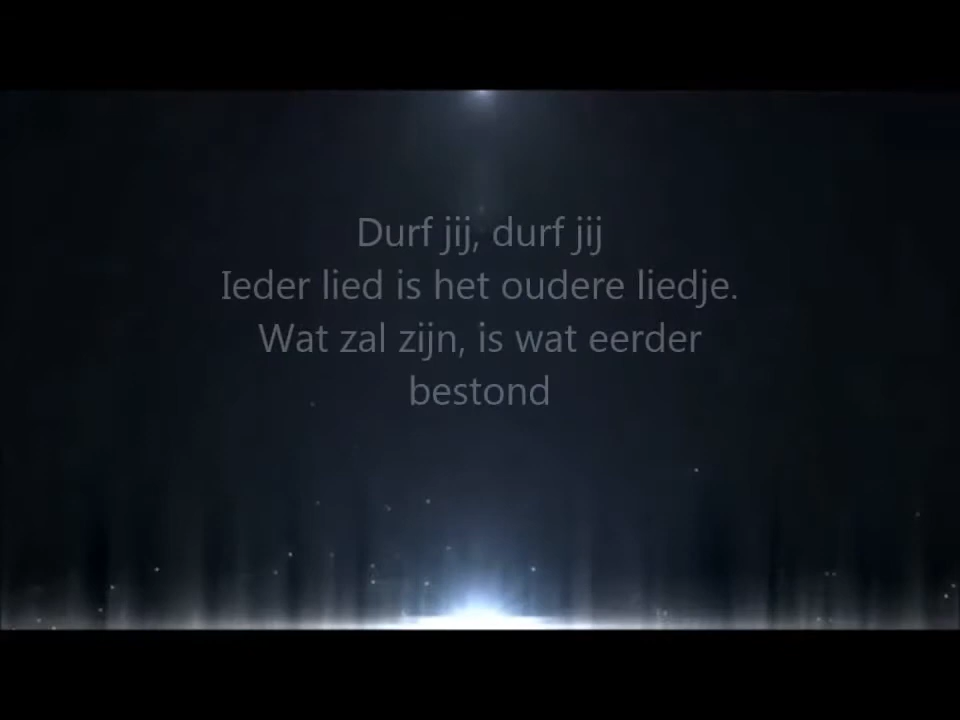 Durf jij, durf jij
Ieder lied is het oudere liedje.
Wat zal zijn, is wat eerder
bestond